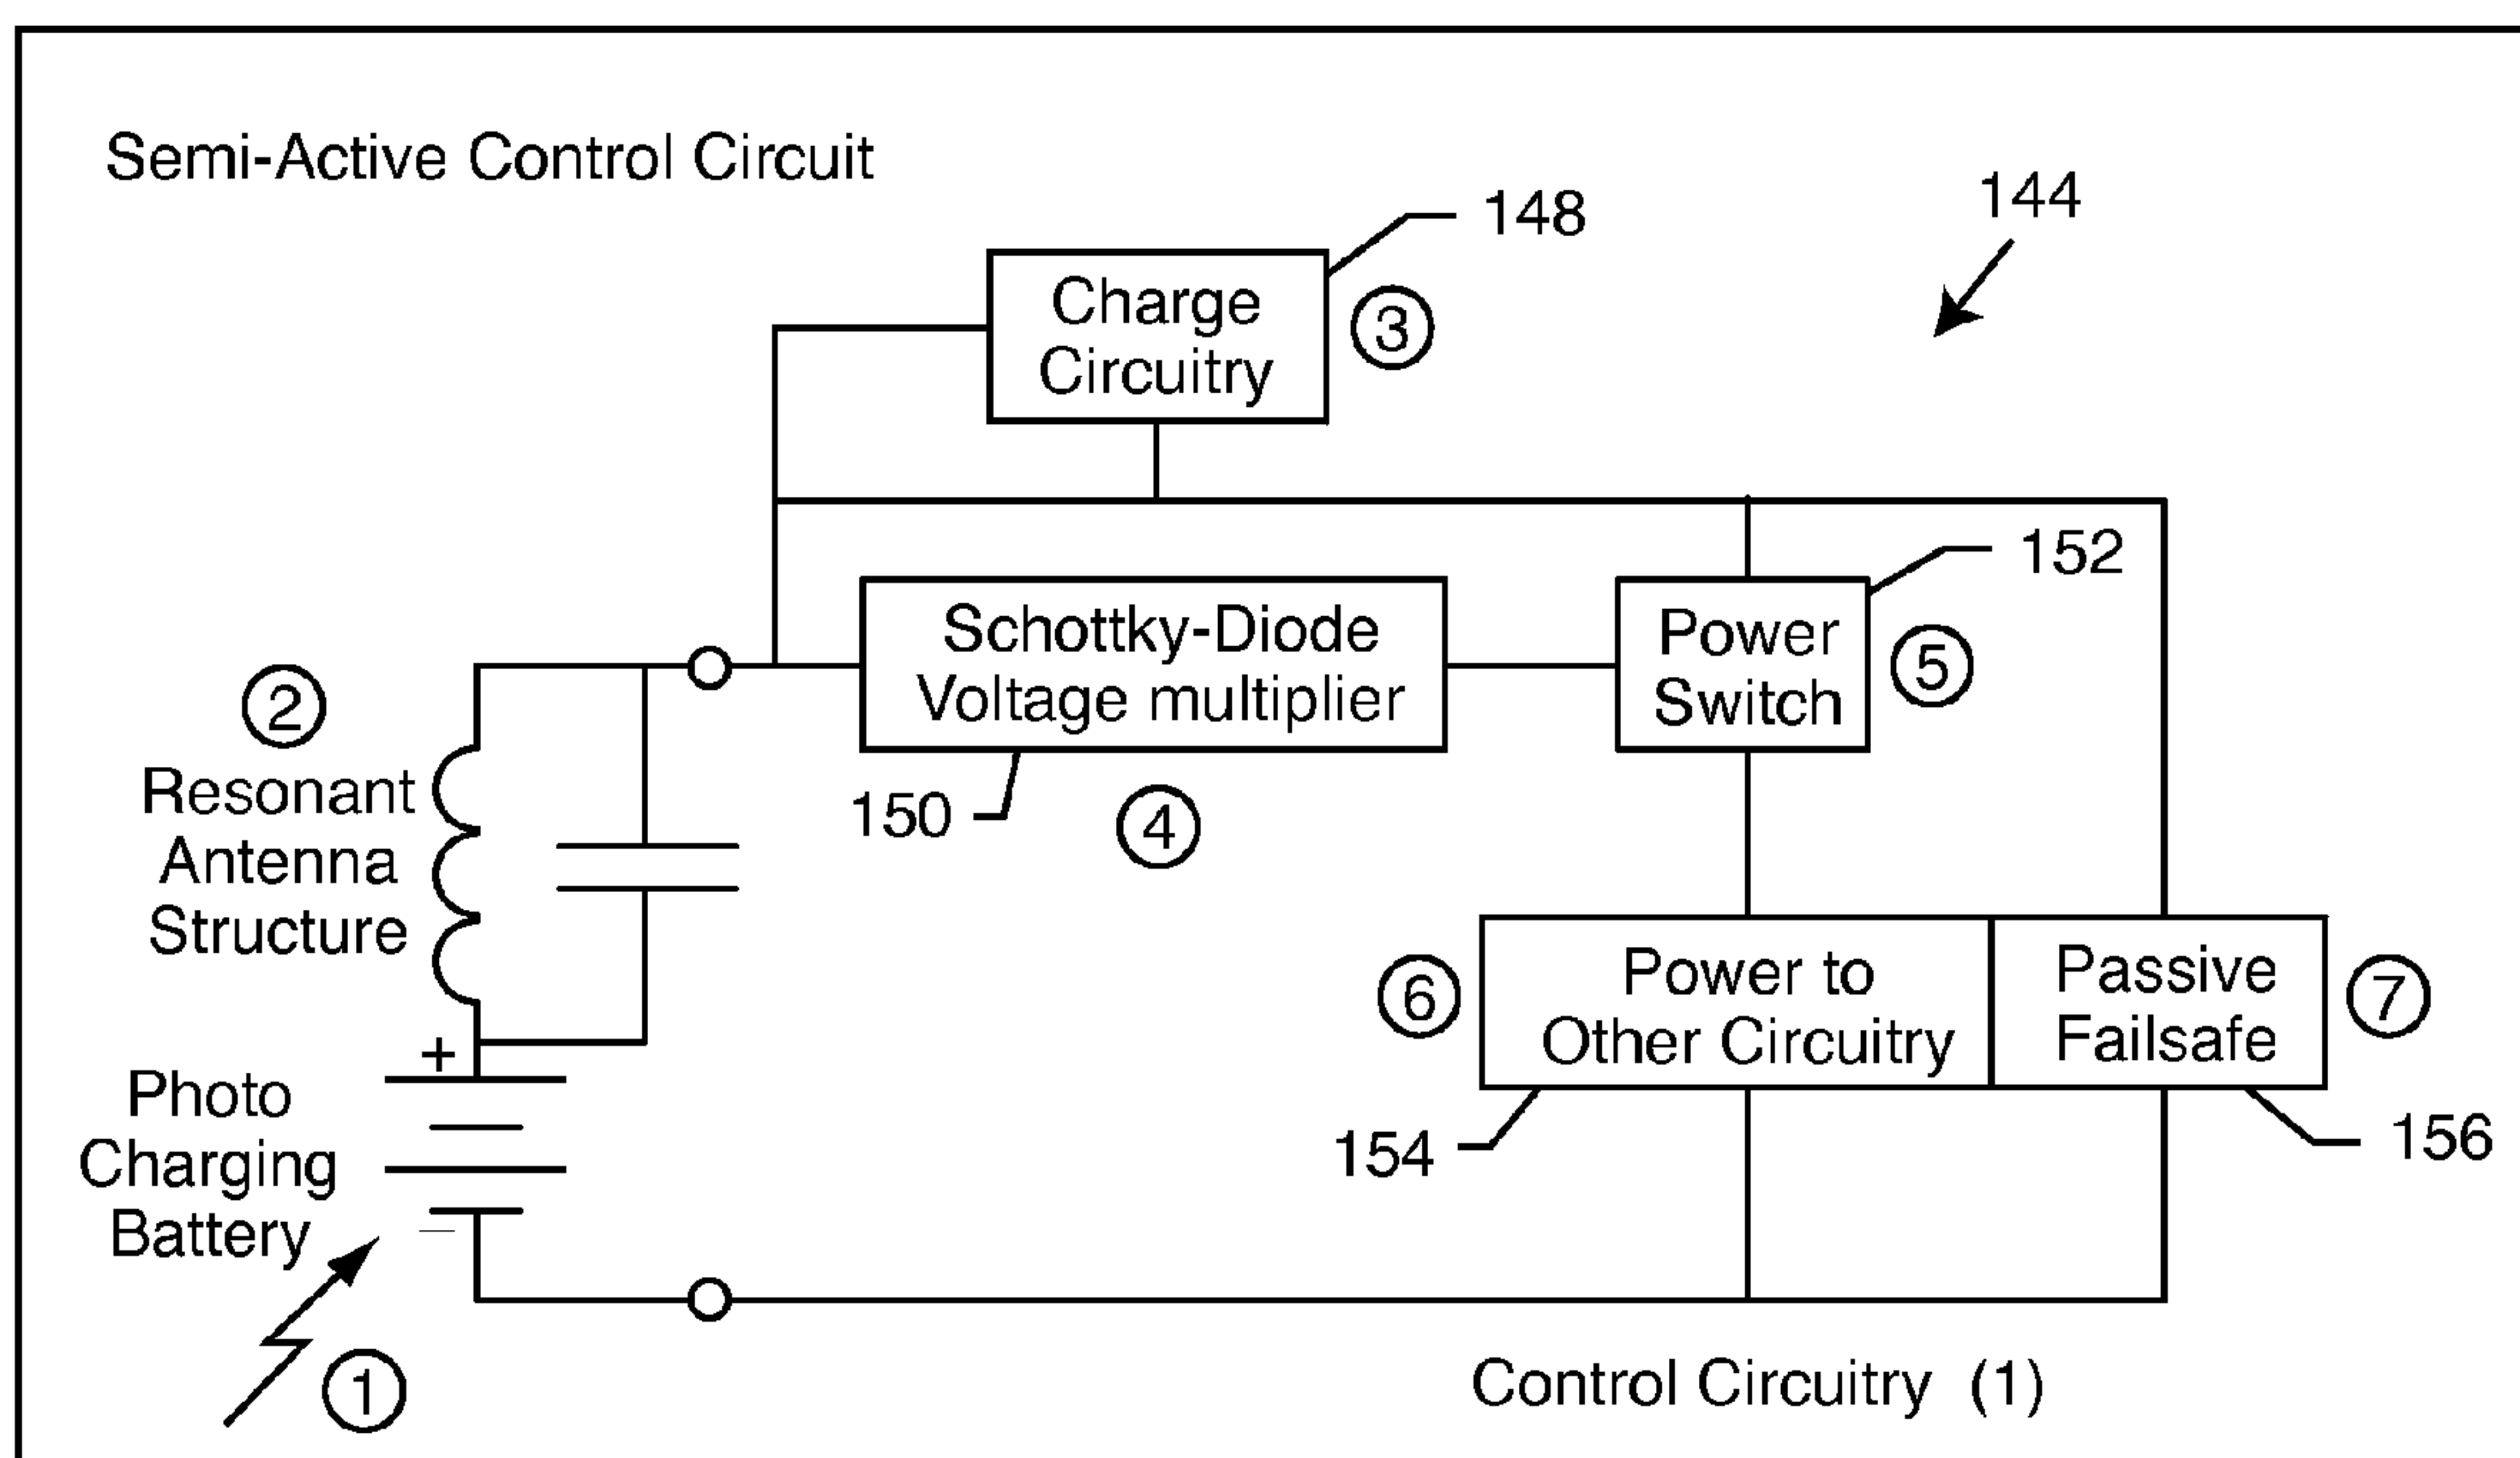 Semi-Active Control Circuit
148
144
Charge
Circuitry
③
152
Schottky-Diode
Voltage multiplier
Power
Switch
⑤
②
Resonant
Antenna
Structure
150
④
⑥
Power to
Other Circuitry
Passive
Failsafe
⑦
+
Photo
Charging
Battery
–
154
156
①
Control Circuitry (1)